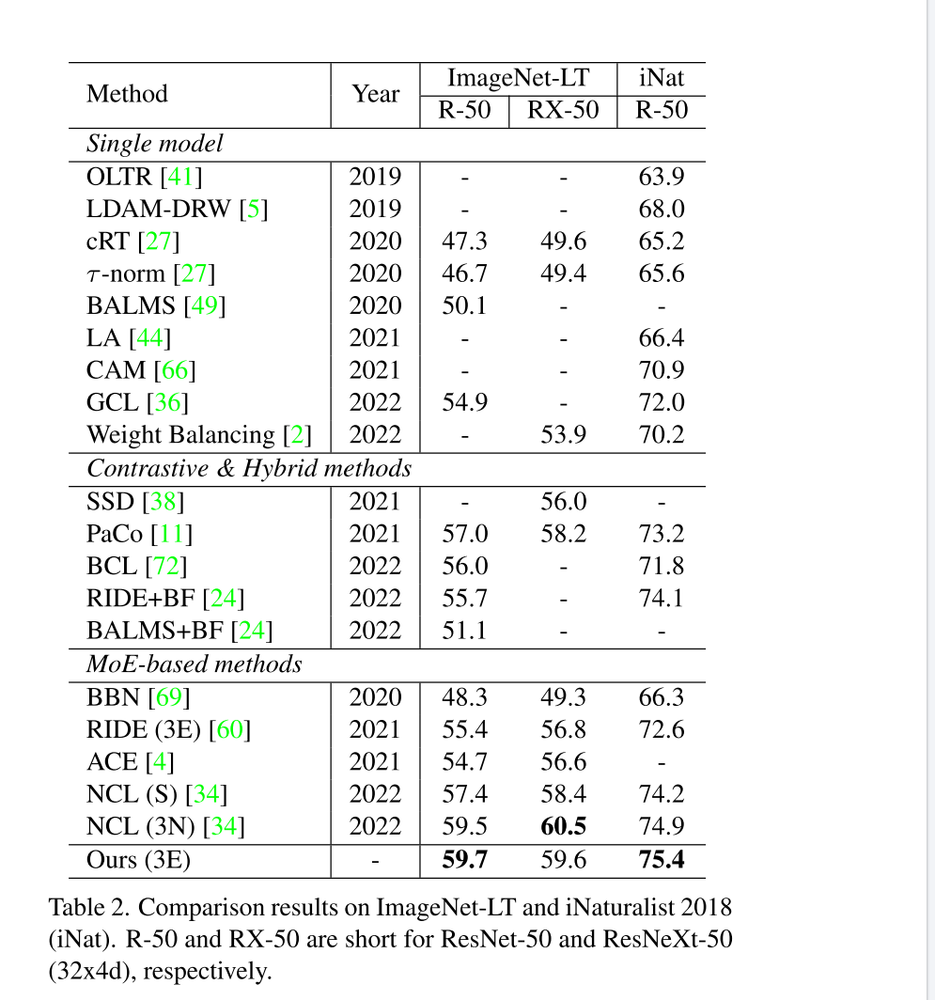 Method Year ImageNet-LT iNat
R-50 RX-50 R-50
Single model
OLTR [41] 2019 - - 63.9
LDAM-DRW [5] 2019 - - 68.0
cRT [27] 2020 47.3 49.6 65.2
τ-norm [27] 2020 46.7 49.4 65.6
BALMS [49] 2020 50.1 - -
LA [44] 2021 - - 66.4
CAM [66] 2021 - - 70.9
GCL [36] 2022 54.9 - 72.0
Weight Balancing [2] 2022 - 53.9 70.2
Contrastive & Hybrid methods
SSD [38] 2021 - 56.0 -
PaCo [11] 2021 57.0 58.2 73.2
BCL [72] 2022 56.0 - 71.8
RIDE+BF [24] 2022 55.7 - 74.1
BALMS+BF [24] 2022 51.1 - -
MoE-based methods
BBN [69] 2020 48.3 49.3 66.3
RIDE (3E) [60] 2021 55.4 56.8 72.6
ACE [4] 2021 54.7 56.6 -
NCL (S) [34] 2022 57.4 58.4 74.2
NCL (3N) [34] 2022 59.5 60.5 74.9
Ours (3E) - 59.7 59.6 75.4
Table 2. Comparison results on ImageNet-LT and iNaturalist 2018
(iNat). R-50 and RX-50 are short for ResNet-50 and ResNeXt-50
(32x4d), respectively.